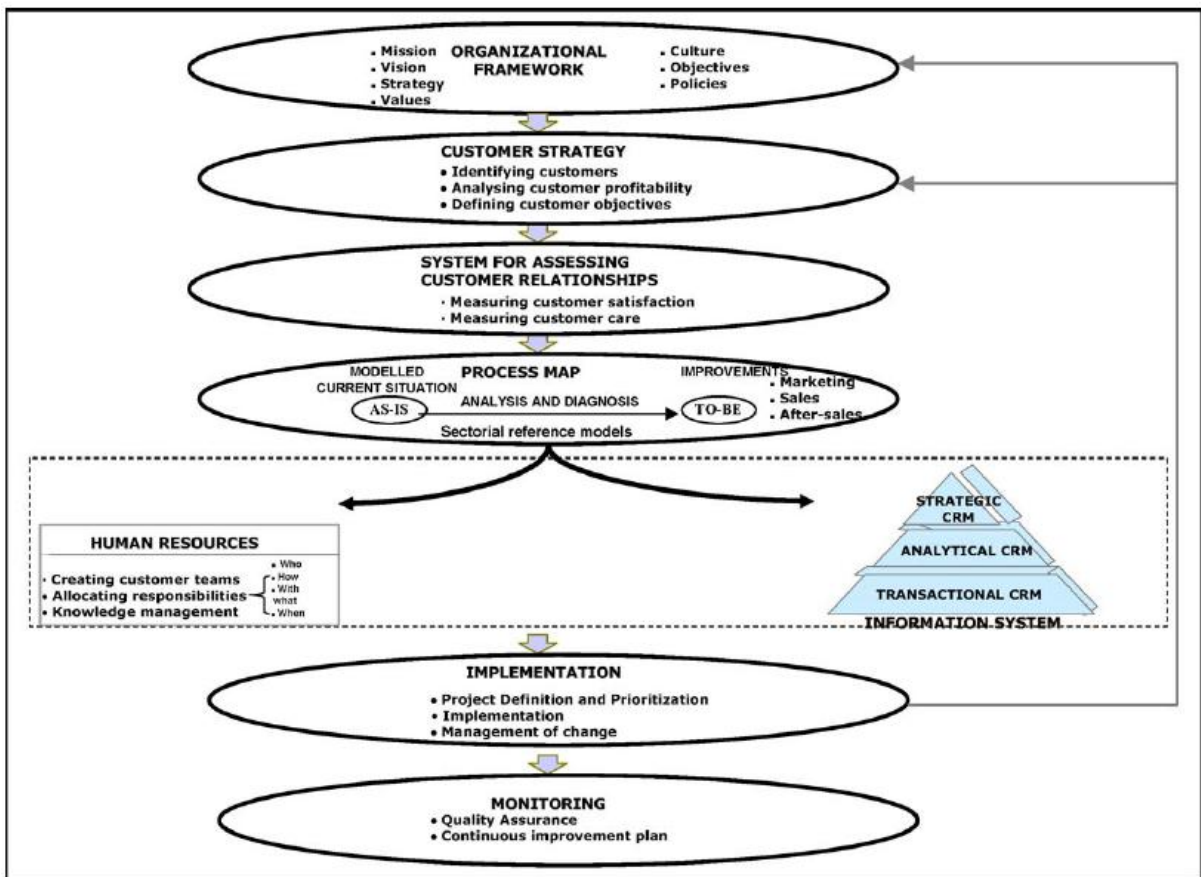 ORGANIZATIONAL
FRAMEWORK
▪ Mission
▪ Vision
▪ Strategy
▪ Values
▪ Culture
▪ Objectives
▪ Policies
CUSTOMER STRATEGY
● Identifying customers
● Analysing customer profitability
● Defining customer objectives
SYSTEM FOR ASSESSING
CUSTOMER RELATIONSHIPS
· Measuring customer satisfaction
· Measuring customer care
PROCESS MAP
MODELLED
CURRENT SITUATION
AS-IS
ANALYSIS AND DIAGNOSIS
Sectorial reference models
IMPROVEMENTS
TO-BE
▪ Marketing
▪ Sales
▪ After-sales
HUMAN RESOURCES
· Creating customer teams
● Allocating responsibilities
● Knowledge management
▪ Who
▪ How
▪ With
what
▪ When
STRATEGIC
CRM
ANALYTICAL CRM
TRANSACTIONAL CRM
INFORMATION SYSTEM
IMPLEMENTATION
● Project Definition and Prioritization
● Implementation
● Management of change
MONITORING
● Quality Assurance
● Continuous improvement plan